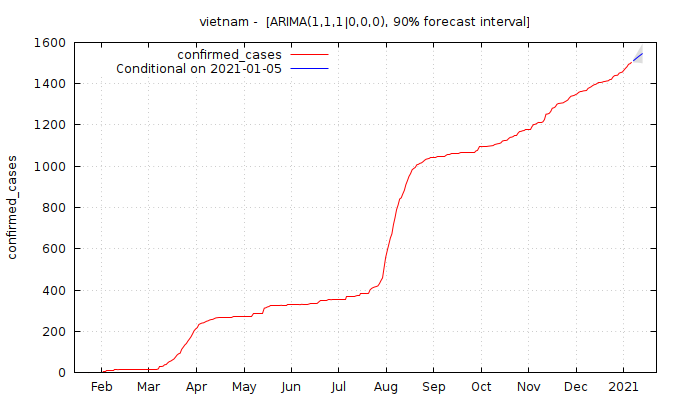 vietnam -  [ARIMA(1,1,1|0,0,0), 90% forecast interval]
confirmed_cases
Conditional on 2021-01-05
confirmed_cases
1600
1400
1200
1000
800
600
400
200
0
Feb Mar Apr May Jun Jul Aug Sep Oct Nov Dec 2021